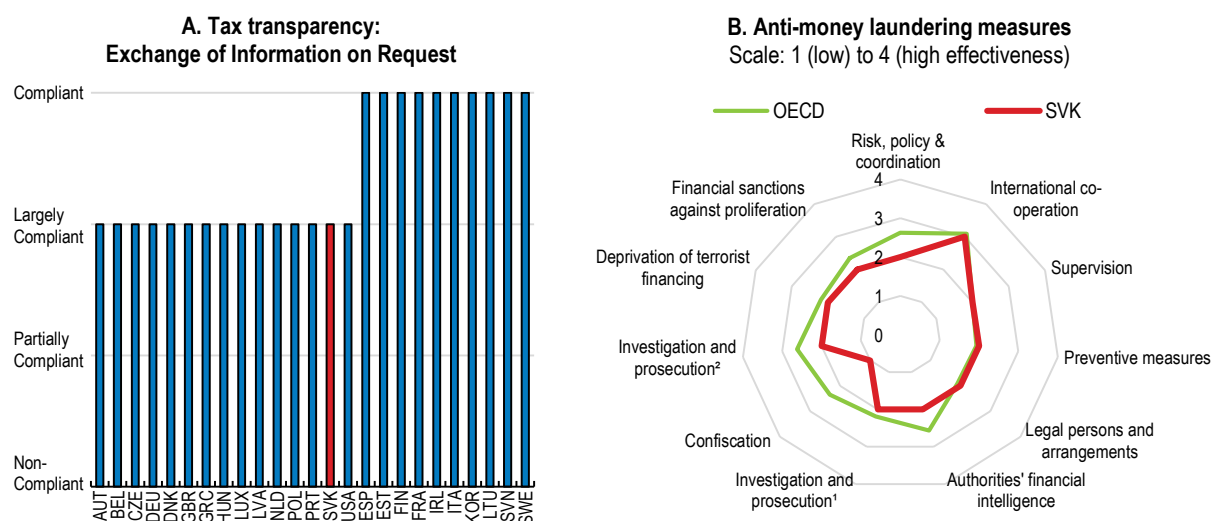 A. Tax transparency:
Exchange of Information on Request
Compliant
Largely
Compliant
Partially
Compliant
Non-
Compliant
AUT
BEL
CZE
DEU
DNK
GBR
GRC
HUN
LUX
LVA
NLD
POL
PRT
SVK
USA
ESP
EST
FIN
FRA
IRL
ITA
KOR
LTU
SVN
SWE
B. Anti-money laundering measures
Scale: 1 (low) to 4 (high effectiveness)
OECD
SVK
Risk, policy &
coordination
International co-
operation
Supervision
Preventive measures
Legal persons and
arrangements
Authorities' financial
intelligence
Investigation and
prosecution¹
Confiscation
Investigation and
prosecution²
Deprivation of terrorist
financing
Financial sanctions
against proliferation
4
3
2
1
0